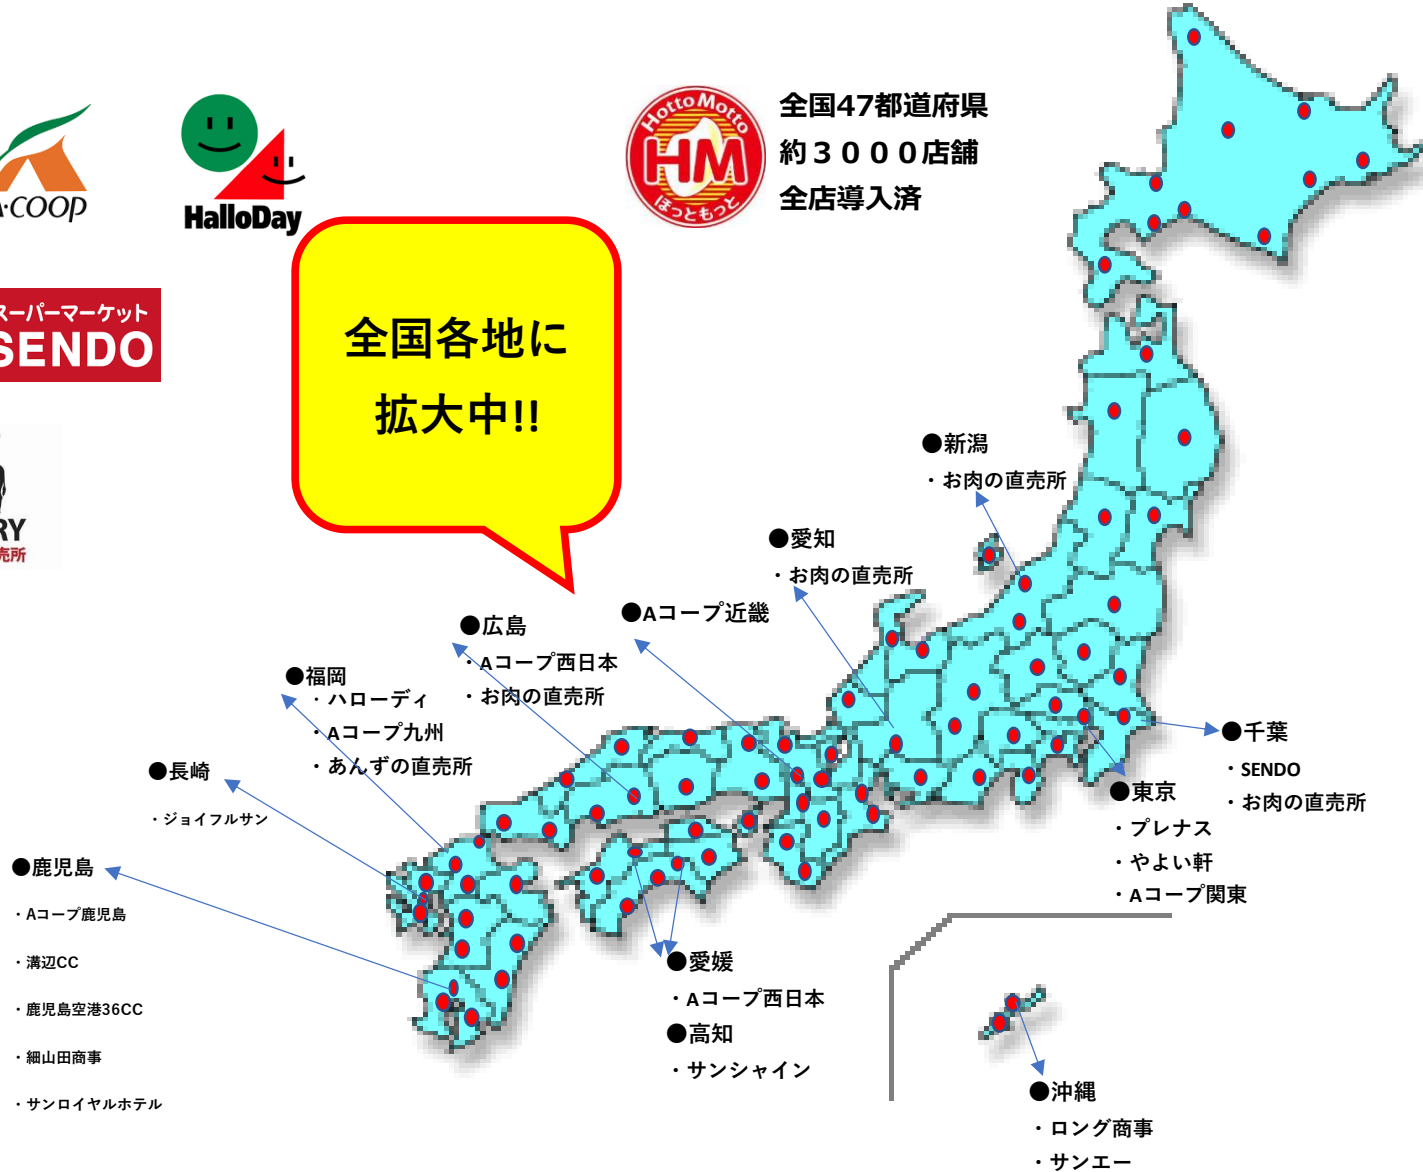 A·COOP
HalloDay
Hotto Motto
HM
ほっともっと
全国47都道府県
約３０００店舗
全店導入済
スーパーマーケット
SENDO
RY
売所
全国各地に
拡大中!!
●新潟
・お肉の直売所
●愛知
・お肉の直売所
●Aコープ近畿
●広島
・Aコープ西日本
・お肉の直売所
●福岡
・ハローディ
・Aコープ九州
・あんずの直売所
●長崎
・ジョイフルサン
●鹿児島
・Aコープ鹿児島
・溝辺CC
・鹿児島空港36CC
・細山田商事
・サンロイヤルホテル
●千葉
・SENDO
・お肉の直売所
●東京
・プレナス
・やよい軒
・Aコープ関東
●愛媛
・Aコープ西日本
●高知
・サンシャイン
●沖縄
・ロング商事
・サンエー